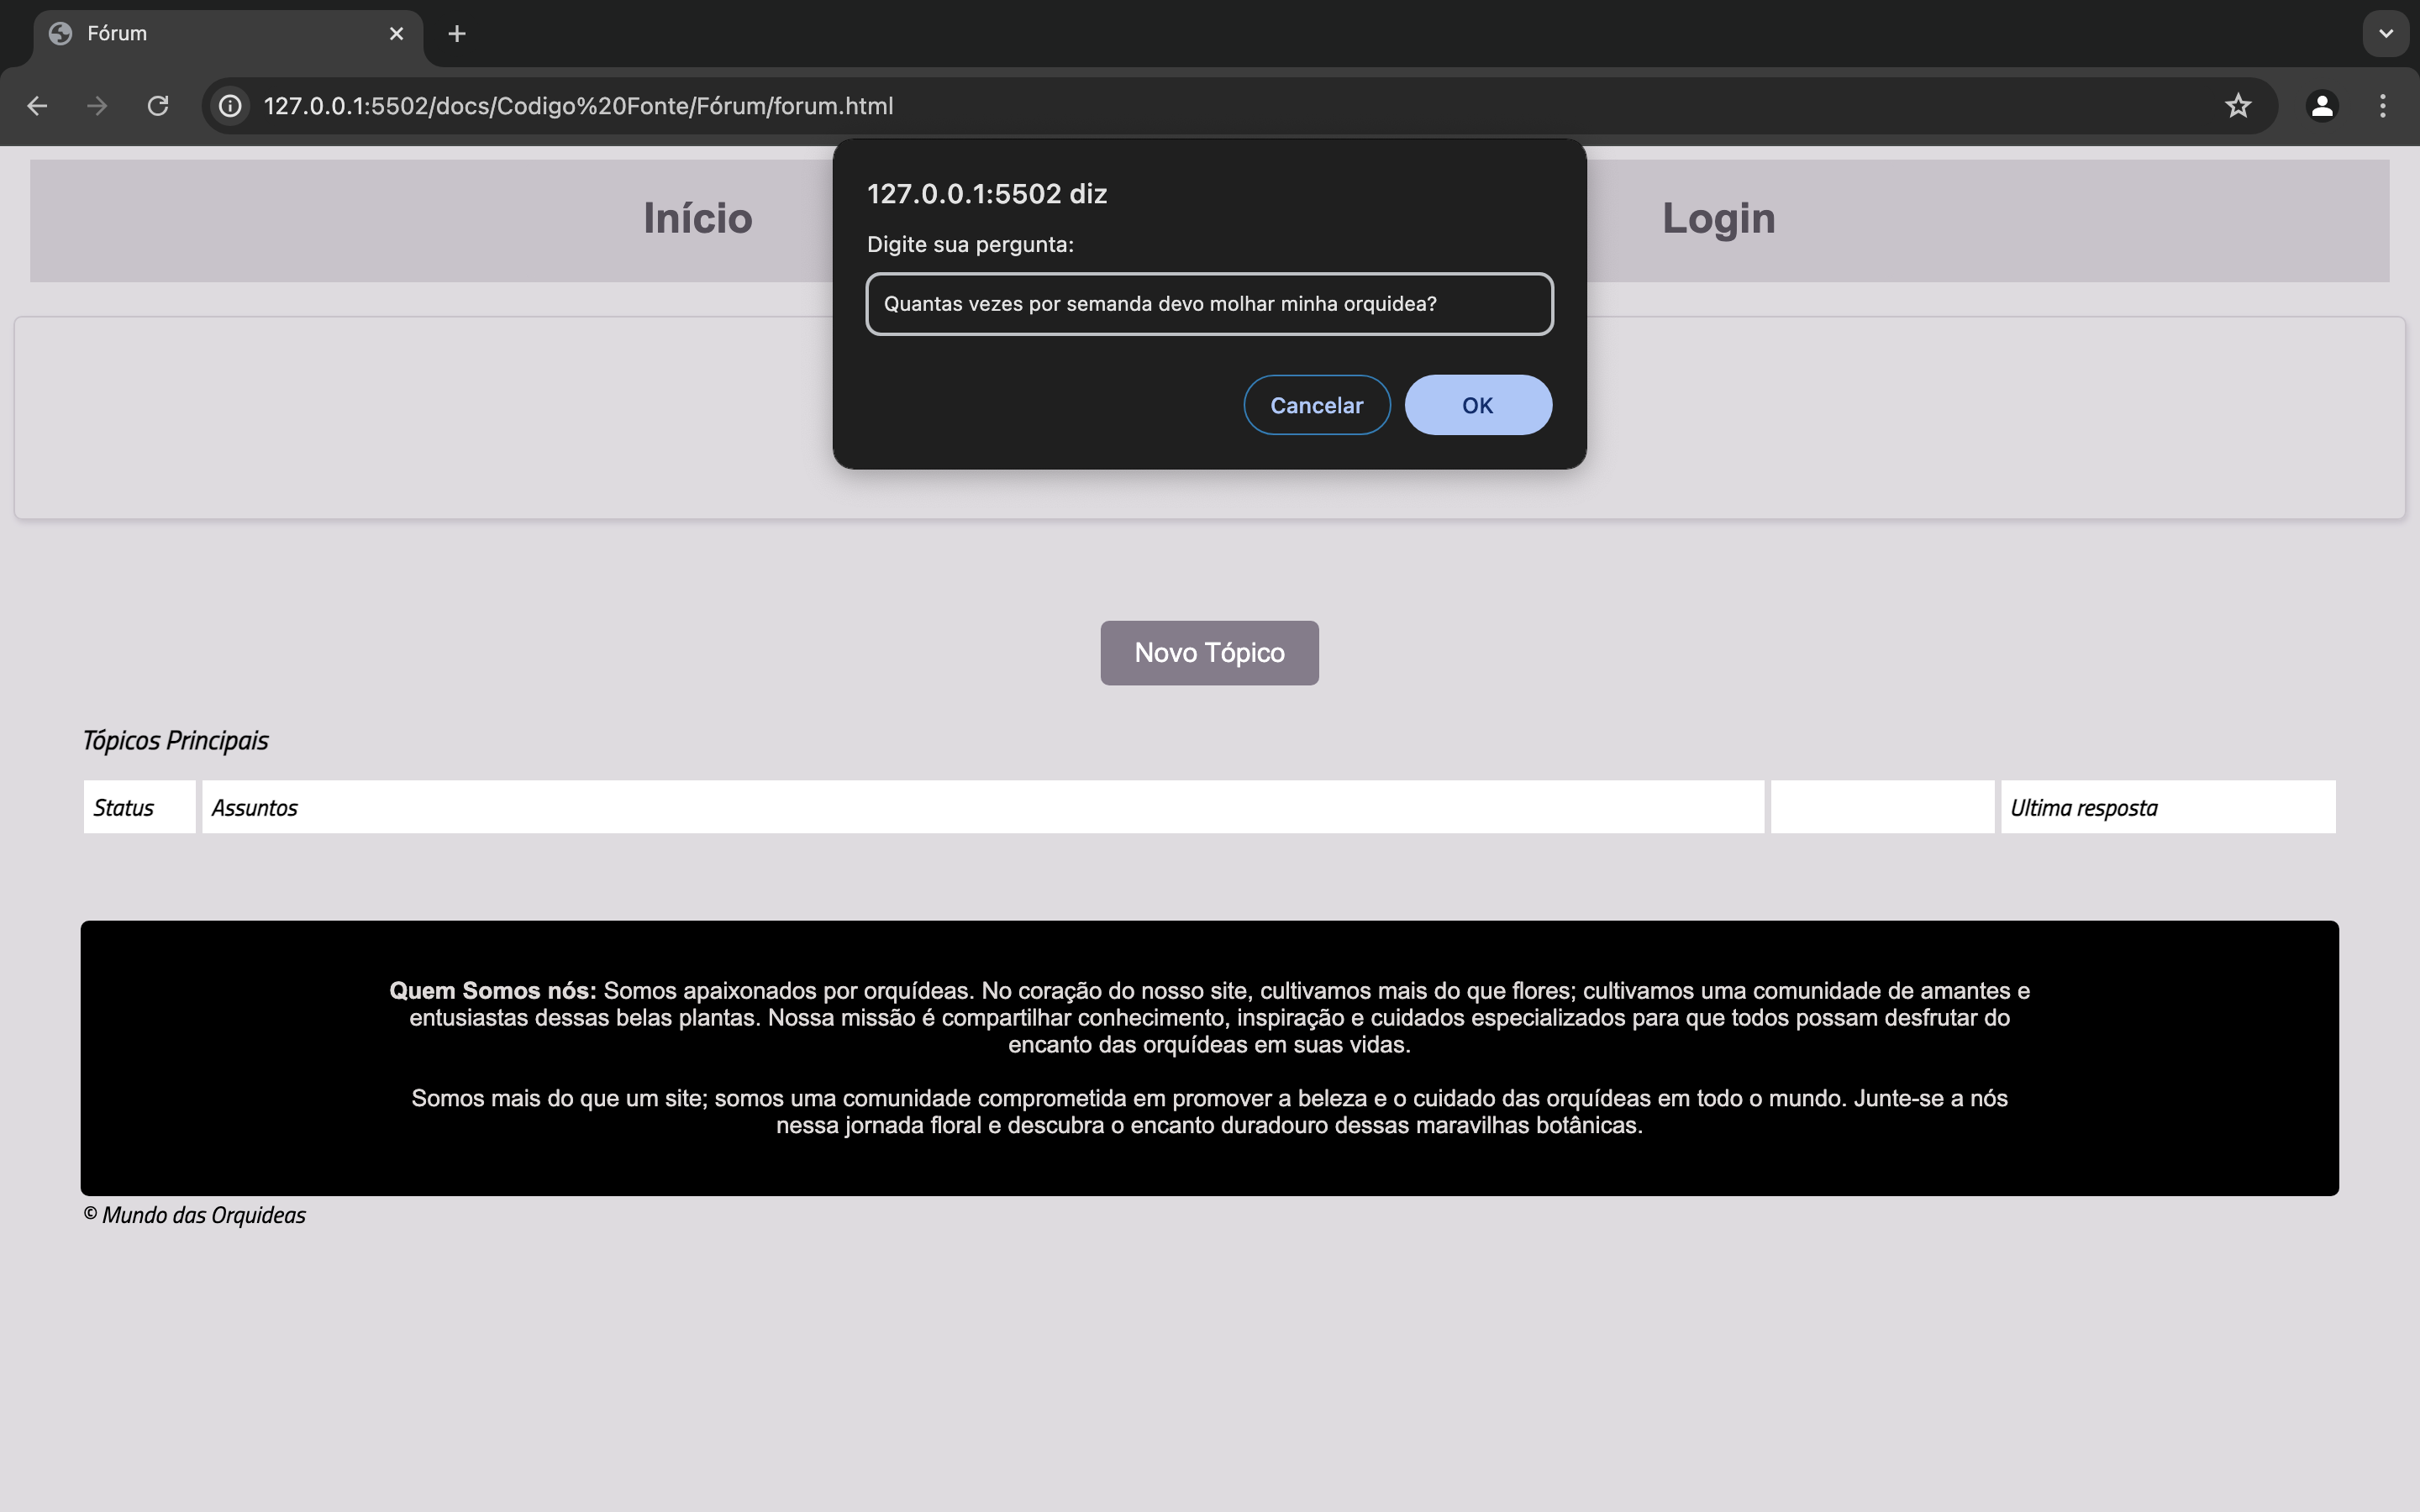 Fórum
127.0.0.1:5502/docs/Codigo%20Fonte/Fórum/forum.html
127.0.0.1:5502 diz
Digite sua pergunta:
Quantas vezes por semanda devo molhar minha orquidea?
Cancelar
OK
Início
Login
Novo Tópico
Tópicos Principais
Status
Assuntos
Ultima resposta
Quem Somos nós: Somos apaixonados por orquídeas. No coração do nosso site, cultivamos mais do que flores; cultivamos uma comunidade de amantes e
entusiastas dessas belas plantas. Nossa missão é compartilhar conhecimento, inspiração e cuidados especializados para que todos possam desfrutar do
encanto das orquídeas em suas vidas.
Somos mais do que um site; somos uma comunidade comprometida em promover a beleza e o cuidado das orquídeas em todo o mundo. Junte-se a nós
nessa jornada floral e descubra o encanto duradouro dessas maravilhas botânicas.
© Mundo das Orquideas